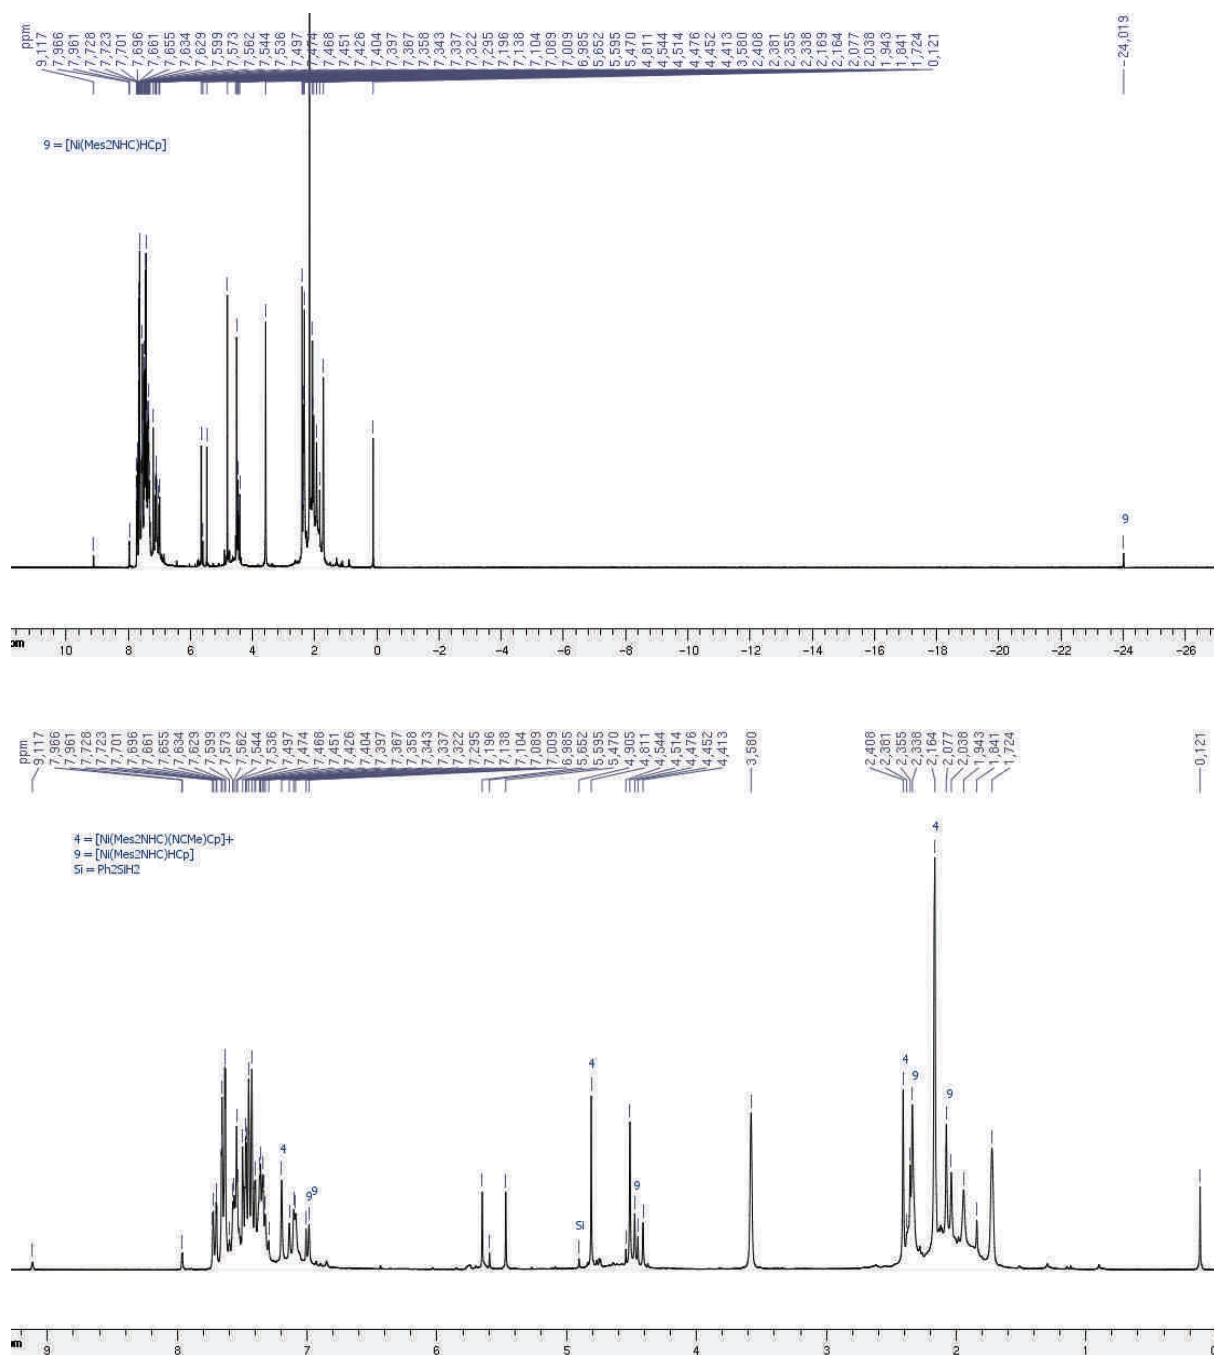 ppm 9,117 7,966 7,961 7,728 7,723 7,701 7,696 7,661 7,655 7,634 7,629 7,599 7,573 7,562 7,544 7,536 7,497 7,474 7,468 7,451 7,426 7,404 7,397 7,367 7,358 7,343 7,337 7,322 7,295 7,196 7,138 7,104 7,089 7,009 6,985 5,652 5,595 5,470 4,811 4,544 4,514 4,476 4,452 4,413 3,580 2,408 2,381 2,355 2,338 2,169 2,077 2,038 1,943 1,841 1,724 0,121 -24,019
9 = [Ni(Mes2NHC)HCp]
9
10 8 6 4 2 0 -2 -4 -6 -8 -10 -12 -14 -16 -18 -20 -22 -24 -26
ppm 9,117 7,966 7,961 7,728 7,723 7,701 7,696 7,661 7,655 7,634 7,629 7,599 7,573 7,562 7,544 7,536 7,497 7,474 7,468 7,451 7,426 7,404 7,397 7,367 7,358 7,343 7,337 7,322 7,295 7,196 7,138 7,104 7,089 7,009 6,985 5,652 5,595 5,470 4,905 4,811 4,544 4,514 4,476 4,452 4,413 3,580 2,408 2,381 2,355 2,338 2,164 2,077 2,038 1,943 1,841 1,724 0,121
4
4 = [Ni(Mes2NHC)(NCMe)Cp]+
9 = [Ni(Mes2NHC)HCp]
Si = Ph2SiH2
4 4
9 9
4
9 9 9
Si
9 8 7 6 5 4 3 2 1 0